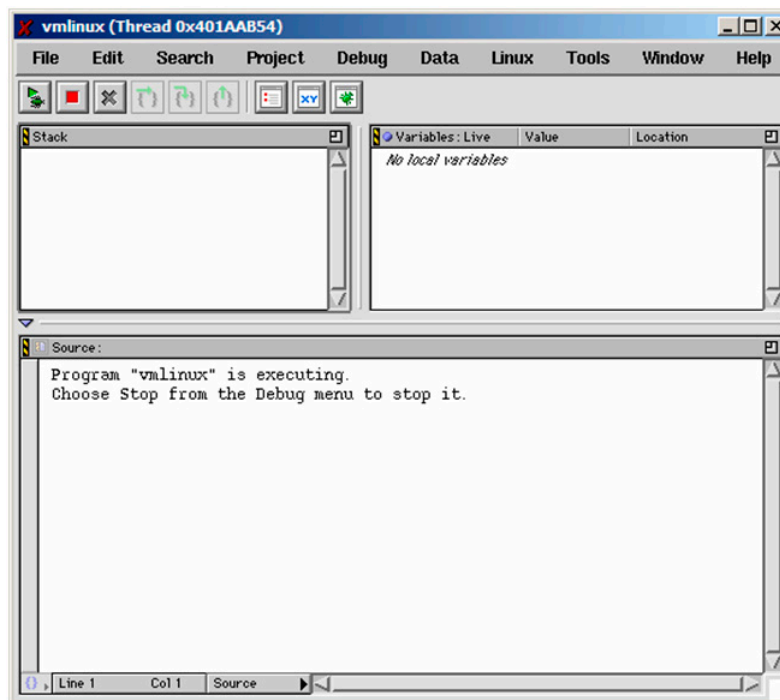 vmlinux (Thread 0x401AAB54)
File Edit Search Project Debug Data Linux Tools Window Help
XY
Stack
Variables: Live Value Location
No local variables
Source:
Program "vmlinux" is executing.
Choose Stop from the Debug menu to stop it.
Line 1 Col 1 Source